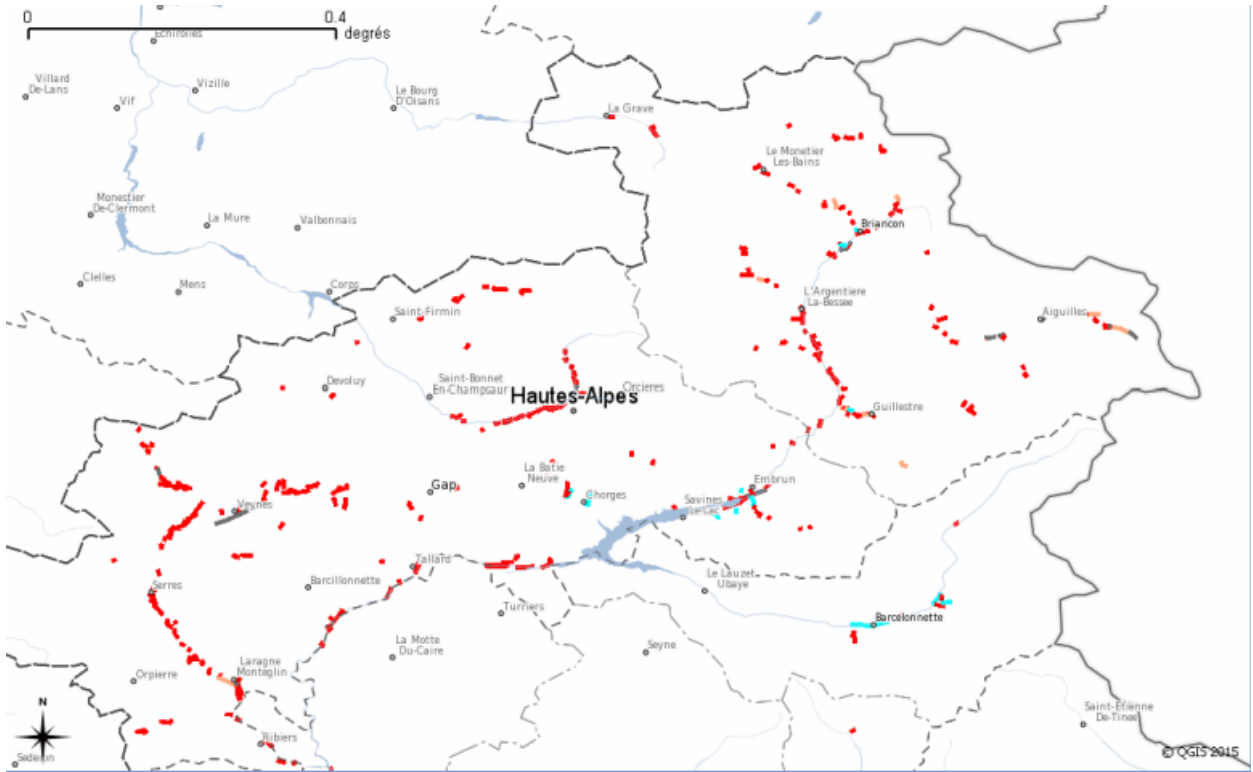 0 0.4
degrés
Echirolles
Villard
De-Lans
Vizille
Vif
Le Bourg
D'Oisans
La Grave
Le Monetier
Les-Bains
Monestier
De-Clermont
La Mure
Valbonnais
Briancon
Clelles
Mens
Corps
Saint-Firmin
L'Argentiere
La-Bessee
Aiguilles
Devoluy
Saint-Bonnet
En-Champsaur
Hautes-Alpes
Orcieres
Guillestre
La Batie
Neuve
Gap
Chorges
Embrun
Savines
Le-Lac
Veynes
Tallard
Serres
Barcillonnette
Le Lauzet
Ubaye
Turriers
Barcelonnette
La Motte
Du-Caire
Seyne
Orpierre
Laragne
Monteglin
N
Ribiers
Saint-Etienne
De-Tinee
Sederon
© QGIS 2015